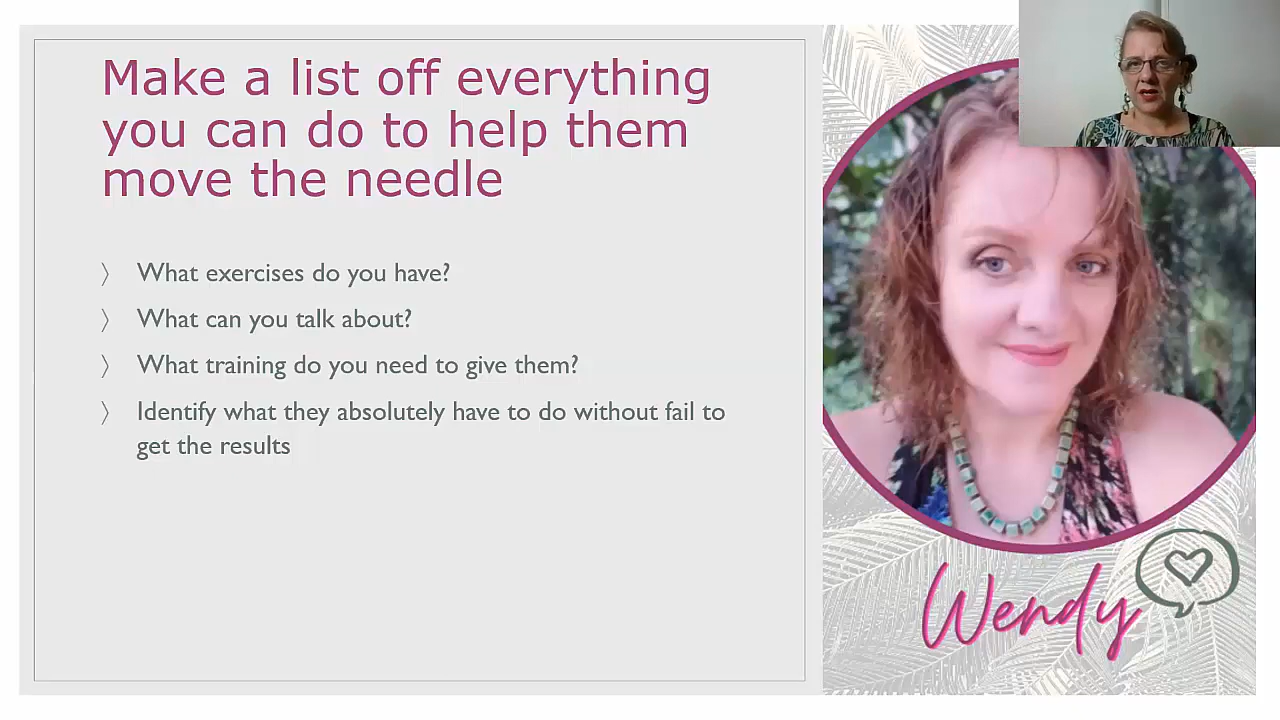 Make a list off everything
you can do to help them
move the needle
〉 What exercises do you have?
〉 What can you talk about?
〉 What training do you need to give them?
〉 Identify what they absolutely have to do without fail to
get the results
Wendy